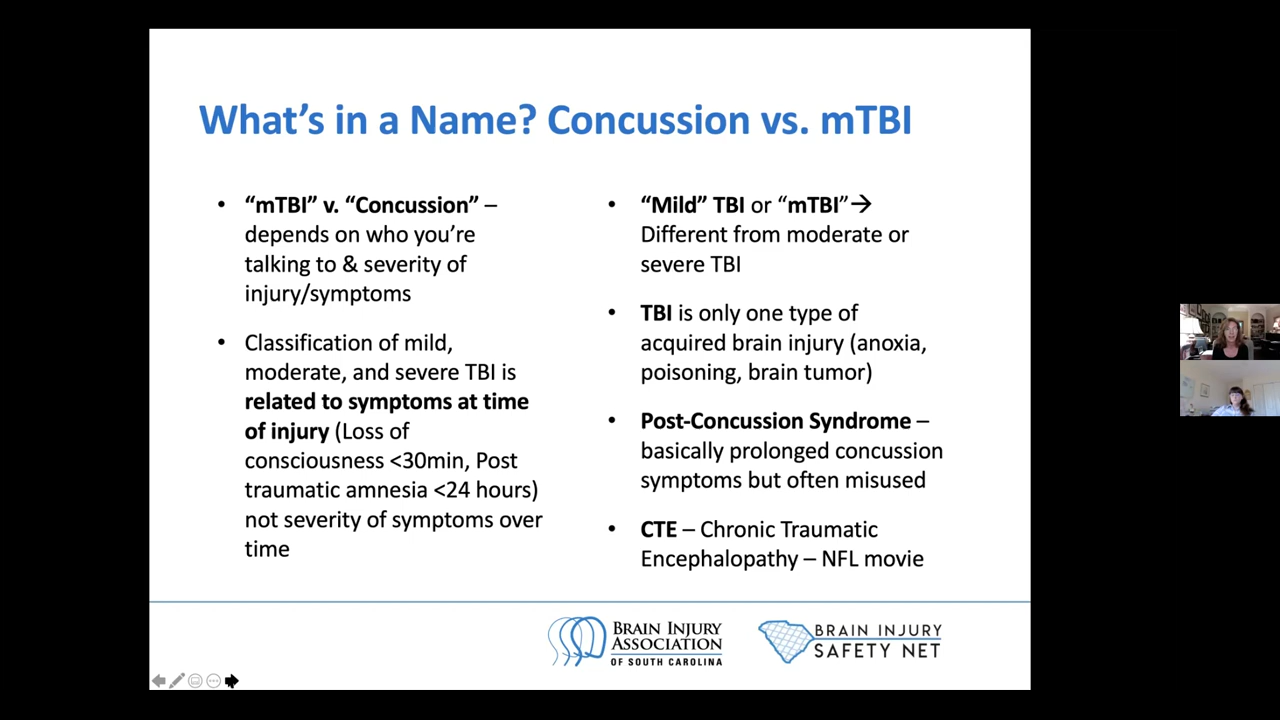 What’s in a Name? Concussion vs. mTBI
• “mTBI” v. “Concussion” –
depends on who you’re
talking to & severity of
injury/symptoms
• Classification of mild,
moderate, and severe TBI is
related to symptoms at time
of injury (Loss of
consciousness <30min, Post
traumatic amnesia <24 hours)
not severity of symptoms over
time
• “Mild” TBI or “mTBI”→
Different from moderate or
severe TBI
• TBI is only one type of
acquired brain injury (anoxia,
poisoning, brain tumor)
• Post-Concussion Syndrome –
basically prolonged concussion
symptoms but often misused
• CTE – Chronic Traumatic
Encephalopathy – NFL movie
BRAIN INJURY
ASSOCIATION
OF SOUTH CAROLINA
BRAIN INJURY
SAFETY NET